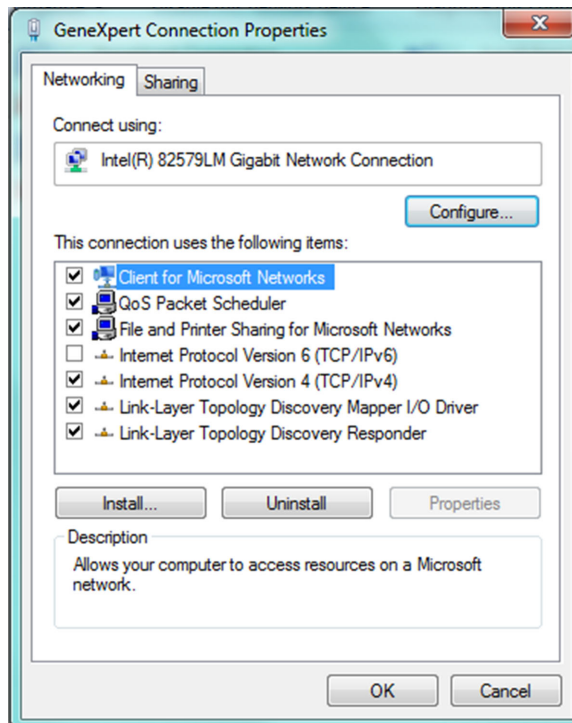 GeneXpert Connection Properties
Networking
Sharing
Connect using:
Intel(R) 82579LM Gigabit Network Connection
Configure...
This connection uses the following items:
Client for Microsoft Networks
QoS Packet Scheduler
File and Printer Sharing for Microsoft Networks
Internet Protocol Version 6 (TCP/IPv6)
Internet Protocol Version 4 (TCP/IPv4)
Link-Layer Topology Discovery Mapper I/O Driver
Link-Layer Topology Discovery Responder
Install...
Uninstall
Properties
Description
Allows your computer to access resources on a Microsoft
network.
OK
Cancel